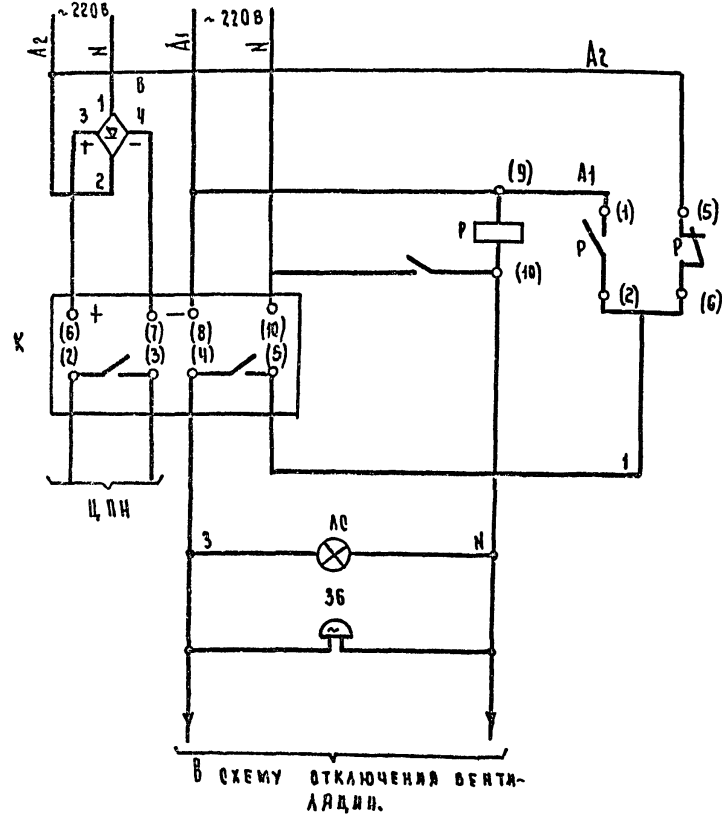 ~220В ~220В
А2 N А1 N
А2
В
3 1 4
+ −
2
(9) А1
(1) (5)
Р Р Р
(10)
(2) (6)
+ −
(6) (7) (8) (10)
(2) (3) (4) (5)
Ж
1
ЦПН
3 ЛС N
ЗБ
~
В СХЕМУ ОТКЛЮЧЕНИЯ ВЕНТИ-
ЛЯЦИИ.